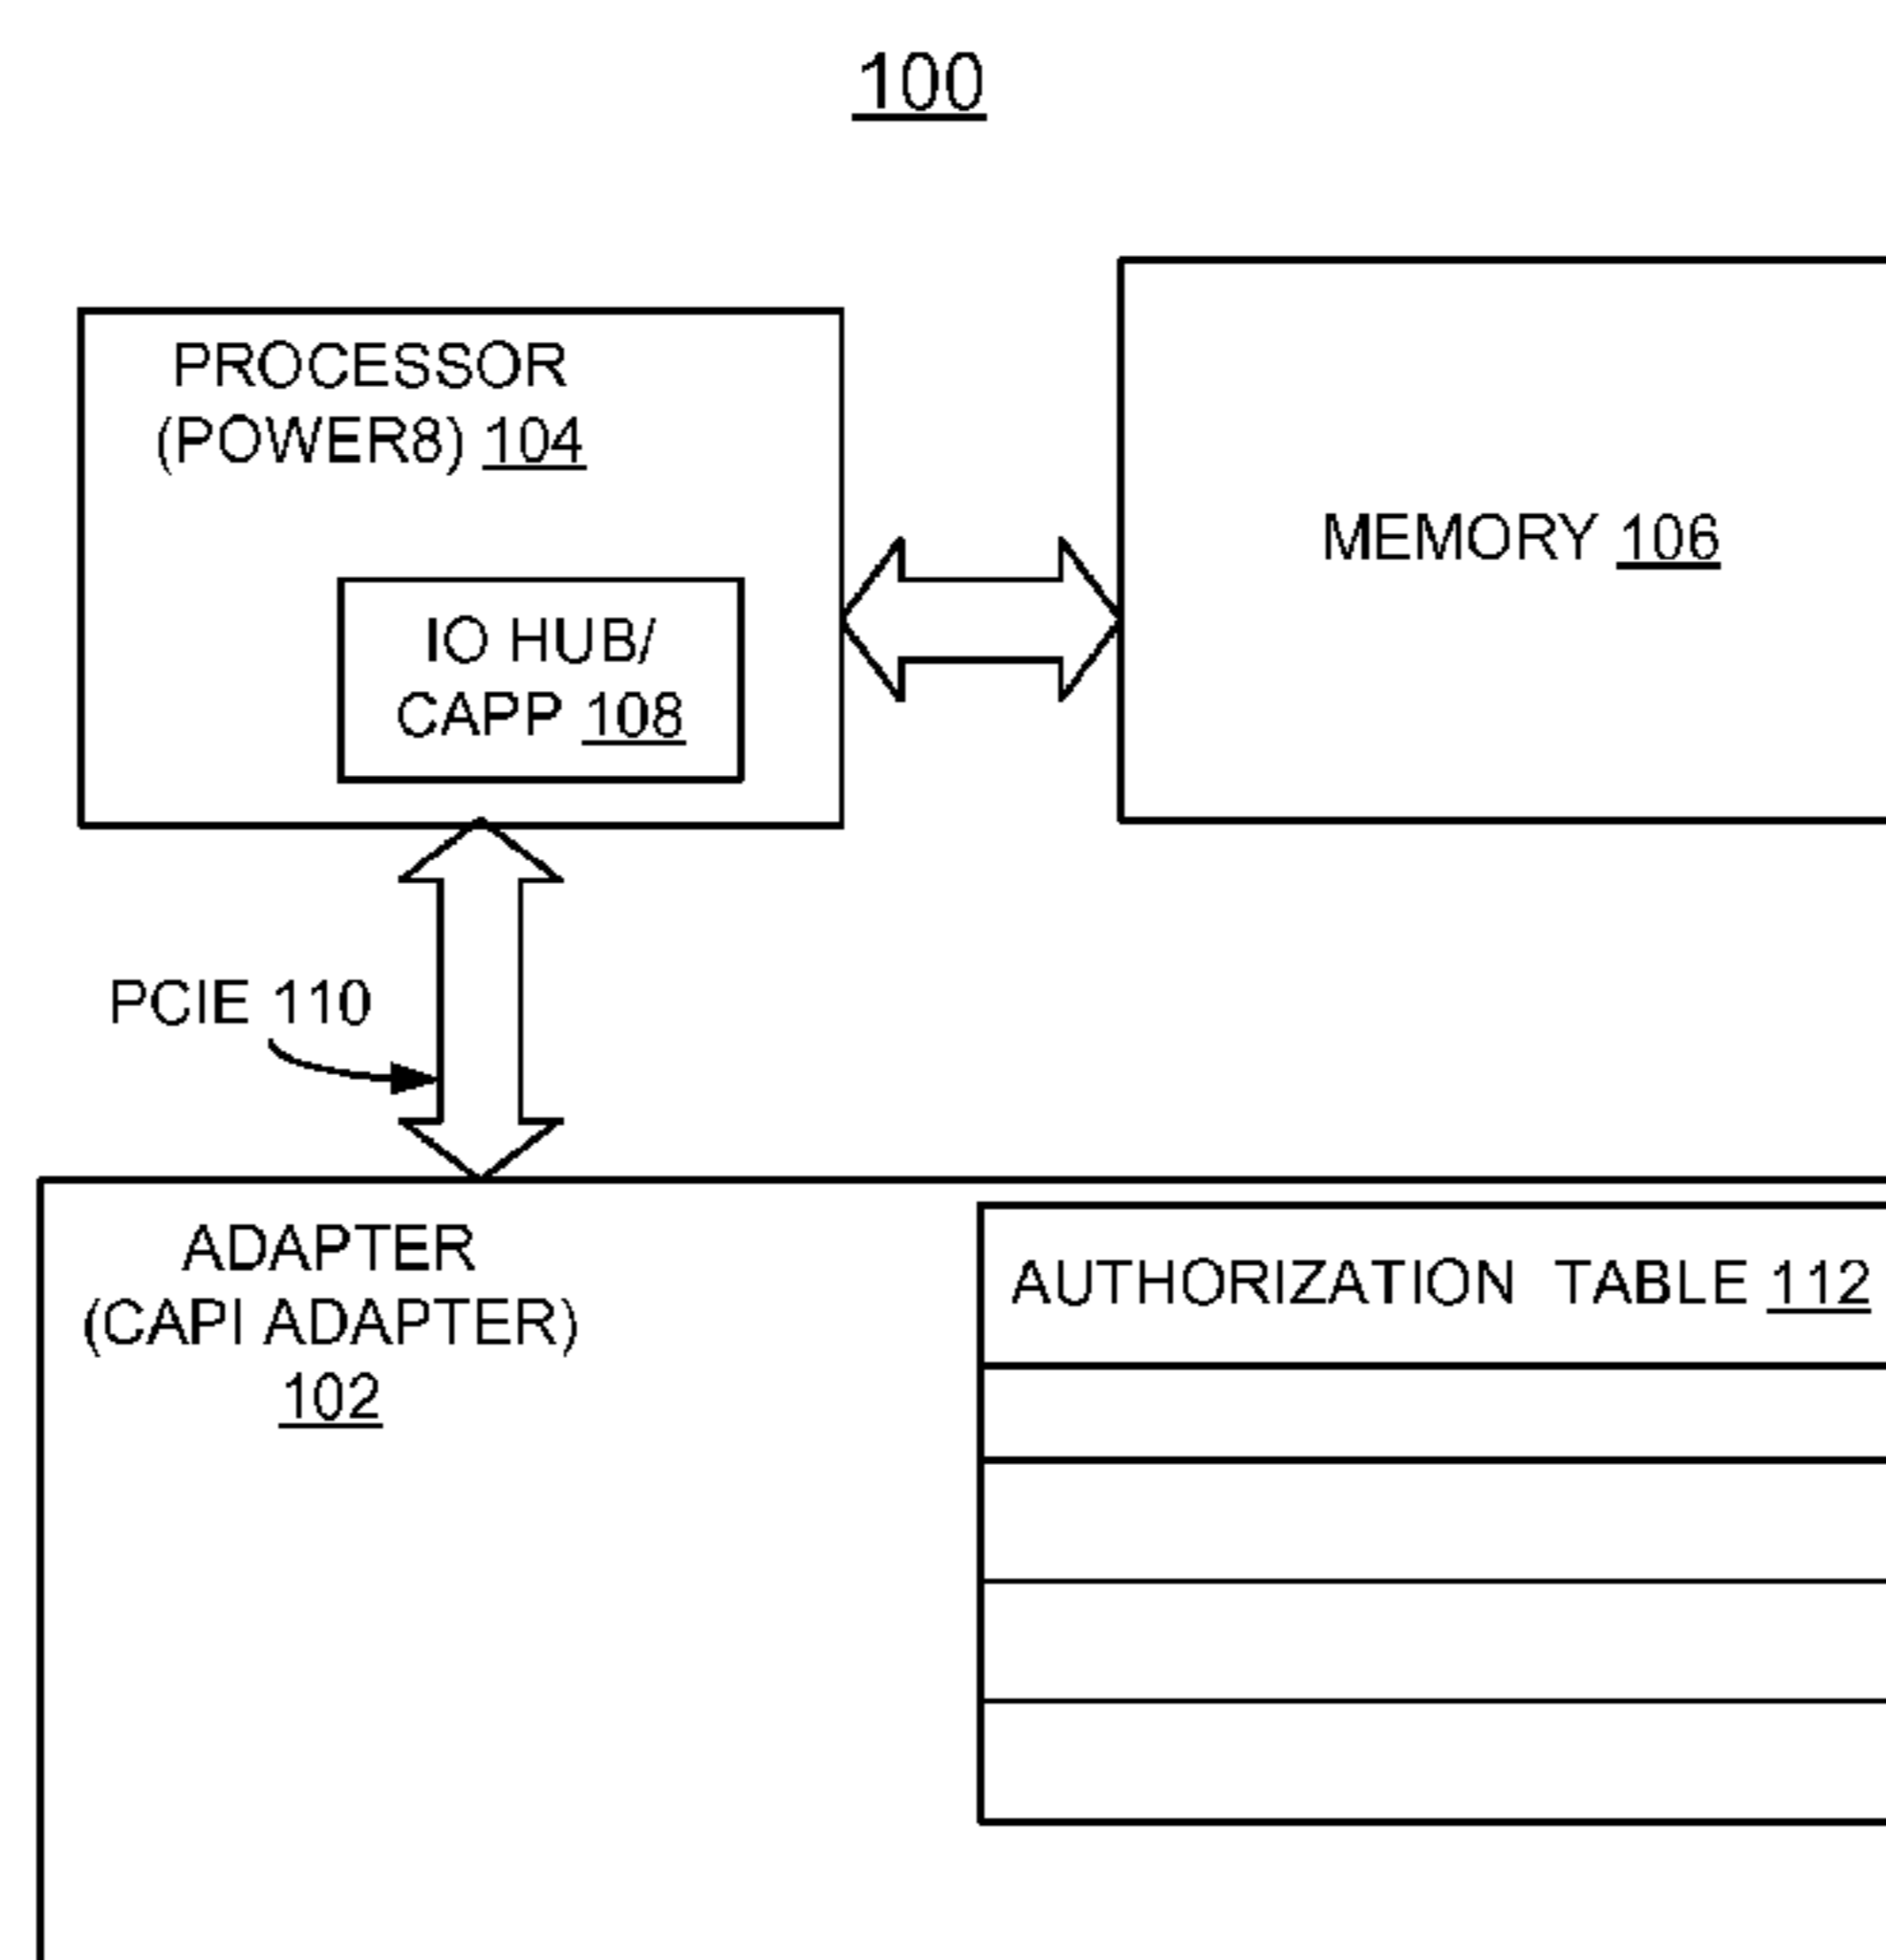 100
PROCESSOR
(POWER8) 104
MEMORY 106
IO HUB/
CAPP 108
PCIE 110
ADAPTER
(CAPI ADAPTER)
102
AUTHORIZATION TABLE 112